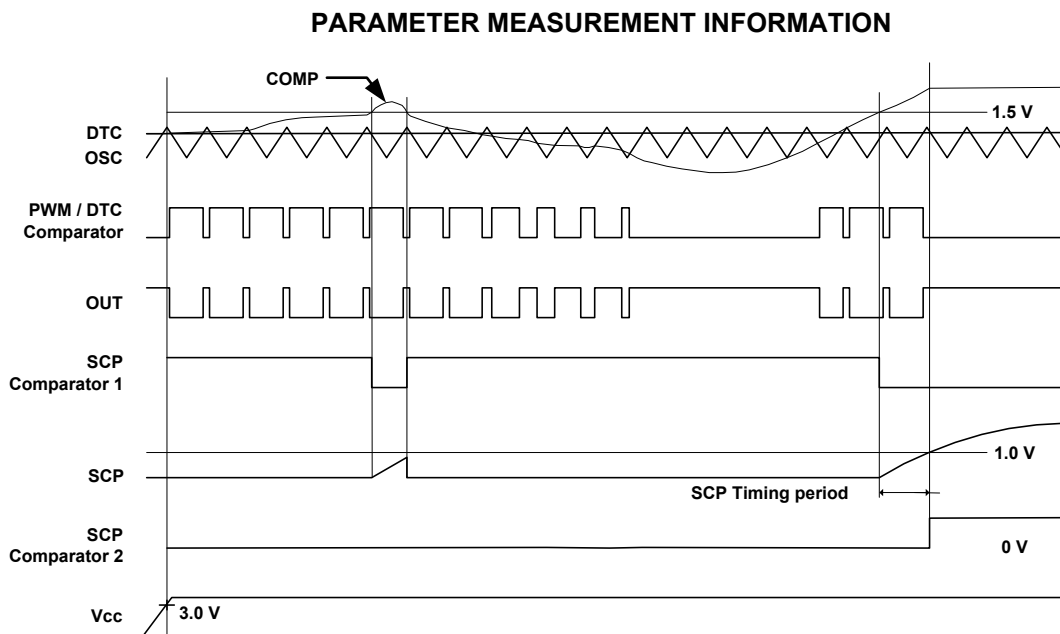 PARAMETER MEASUREMENT INFORMATION
COMP
1.5 V
DTC
OSC
PWM / DTC
Comparator
OUT
SCP
Comparator 1
1.0 V
SCP
SCP Timing period
SCP
Comparator 2
0 V
Vcc
3.0 V